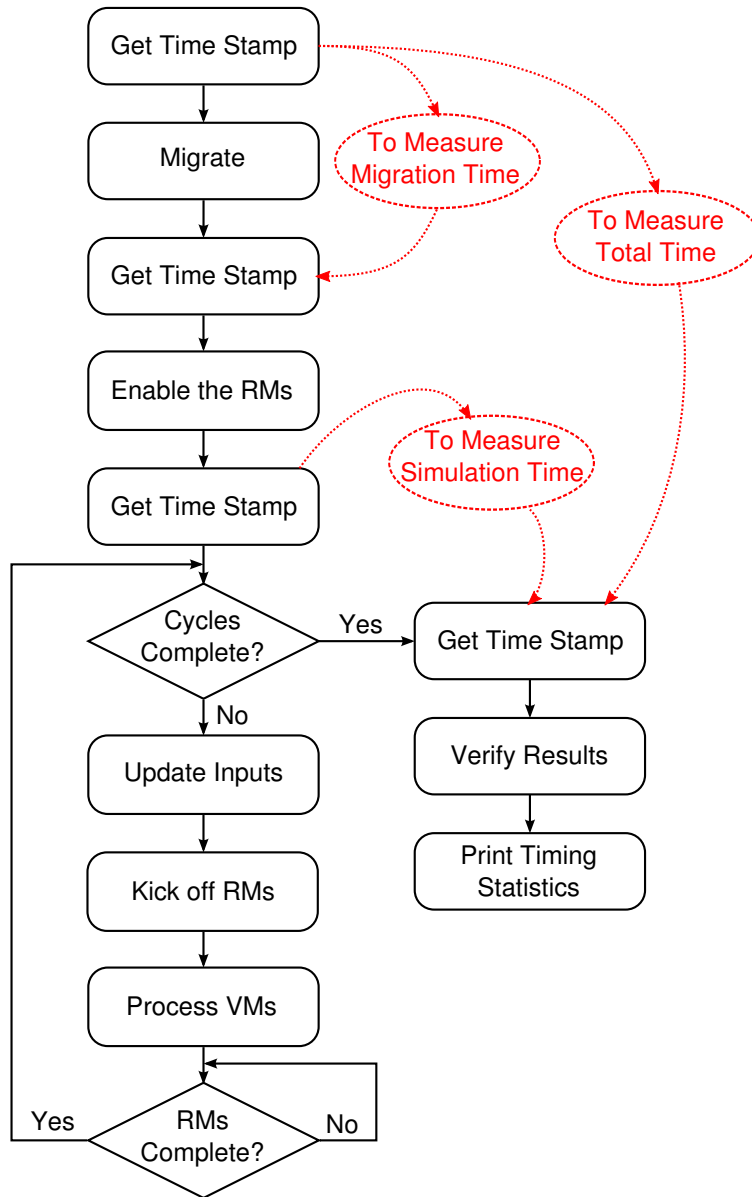 Get Time Stamp
To Measure
Migration Time
Migrate
To Measure
Total Time
Get Time Stamp
Enable the RMs
To Measure
Simulation Time
Get Time Stamp
Cycles
Complete?
Yes
Get Time Stamp
No
Update Inputs
Verify Results
Kick off RMs
Print Timing
Statistics
Process VMs
Yes
RMs
Complete?
No